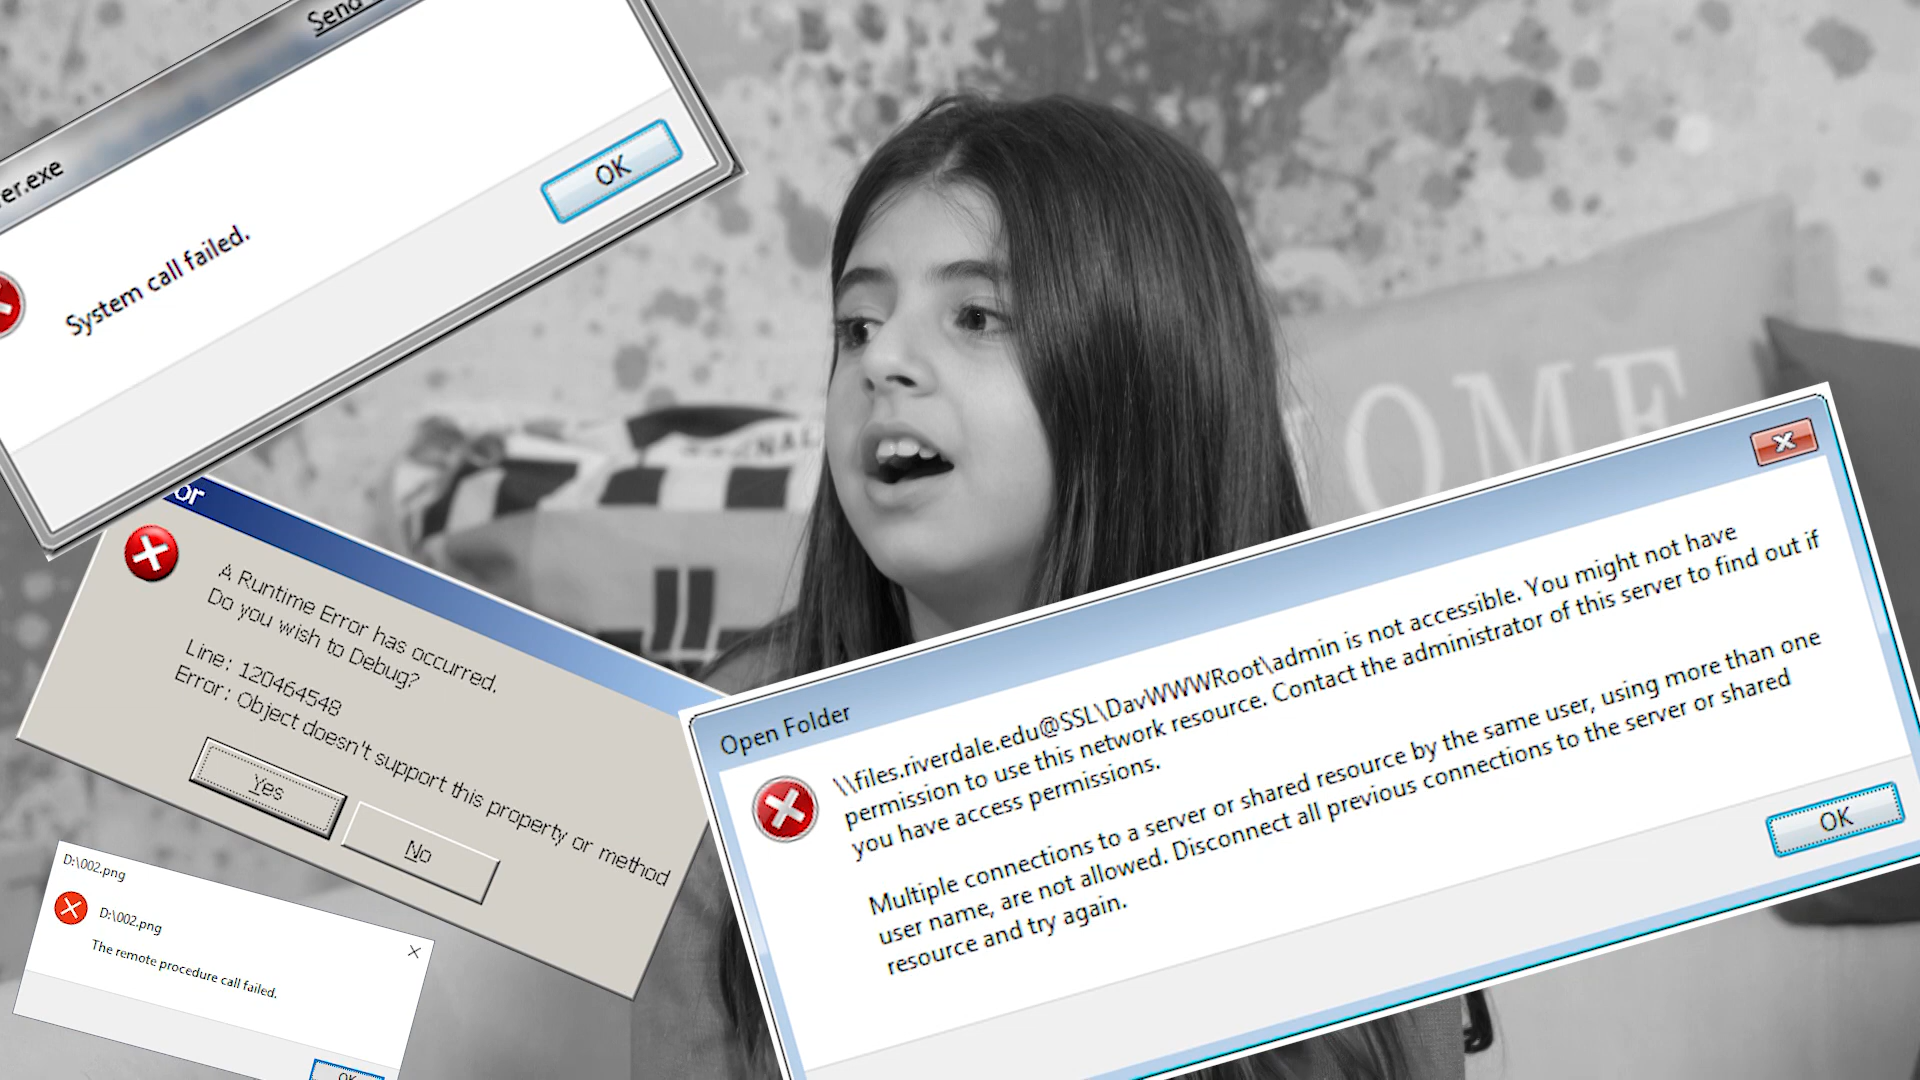 Send
er.exe
System call failed.
OK
or
A Runtime Error has occurred.
Do you wish to Debug?
Line: 120464548
Error: Object doesn't support this property or method
Yes
No
D:\002.png
D:\002.png
The remote procedure call failed.
OK
OME
Open Folder
\\files.riverdale.edu@SSL\DavWWWRoot\admin is not accessible. You might not have
permission to use this network resource. Contact the administrator of this server to find out if
you have access permissions.
Multiple connections to a server or shared resource by the same user, using more than one
user name, are not allowed. Disconnect all previous connections to the server or shared
resource and try again.
OK